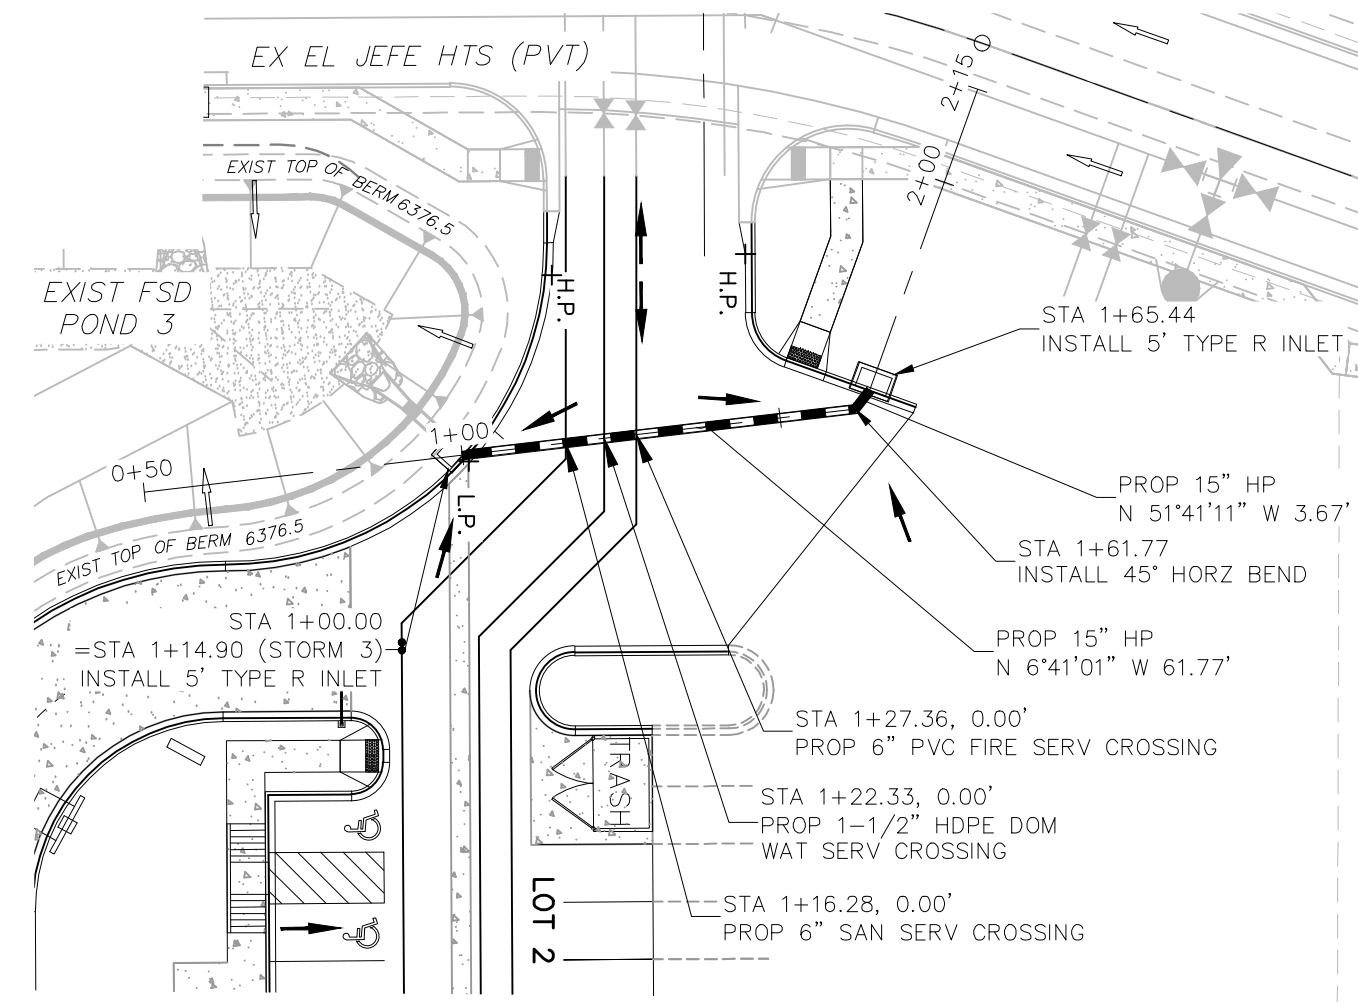 EX EL JEFE HTS (PVT)
2+15
EXIST TOP OF BERM 6376.5
2+00
H.P.
H.P.
EXIST FSD
POND 3
STA 1+65.44
INSTALL 5' TYPE R INLET
1+00
0+50
L.P.
PROP 15" HP
N 51°41'11" W 3.67'
EXIST TOP OF BERM 6376.5
STA 1+61.77
INSTALL 45° HORZ BEND
STA 1+00.00
=STA 1+14.90 (STORM 3)
INSTALL 5' TYPE R INLET
PROP 15" HP
N 6°41'01" W 61.77'
STA 1+27.36, 0.00'
PROP 6" PVC FIRE SERV CROSSING
TRASH
STA 1+22.33, 0.00'
PROP 1-1/2" HDPE DOM
WAT SERV CROSSING
LOT 2
STA 1+16.28, 0.00'
PROP 6" SAN SERV CROSSING